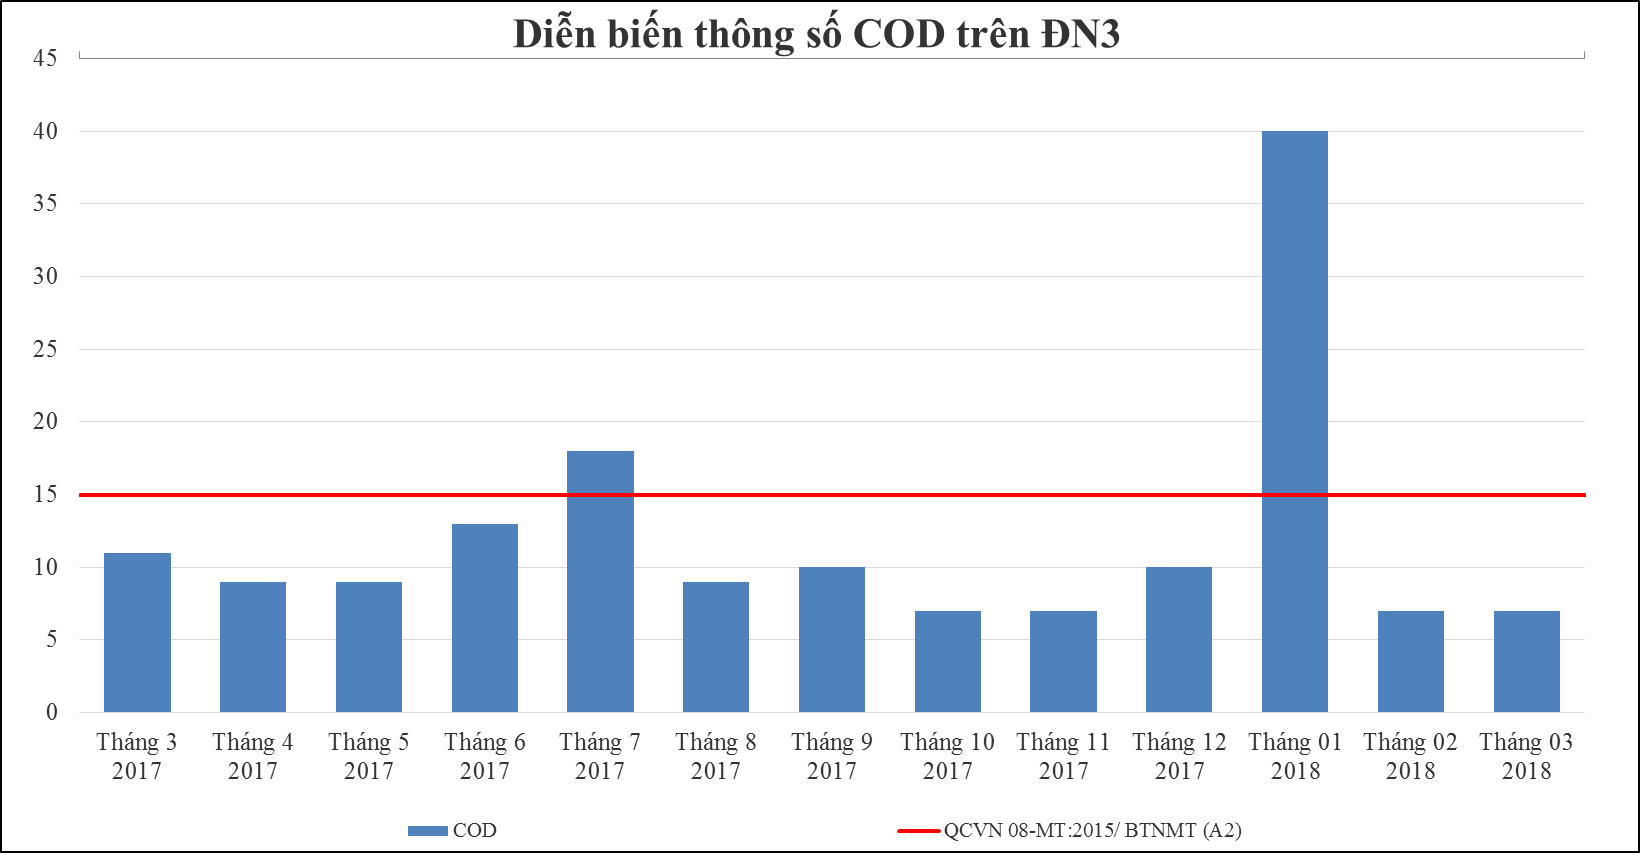 Diễn biến thông số COD trên ĐN3
45
40
35
30
25
20
15
10
5
0
Tháng 3
2017
Tháng 4
2017
Tháng 5
2017
Tháng 6
2017
Tháng 7
2017
Tháng 8
2017
Tháng 9
2017
Tháng 10
2017
Tháng 11
2017
Tháng 12
2017
Tháng 01
2018
Tháng 02
2018
Tháng 03
2018
COD
QCVN 08-MT:2015/ BTNMT (A2)